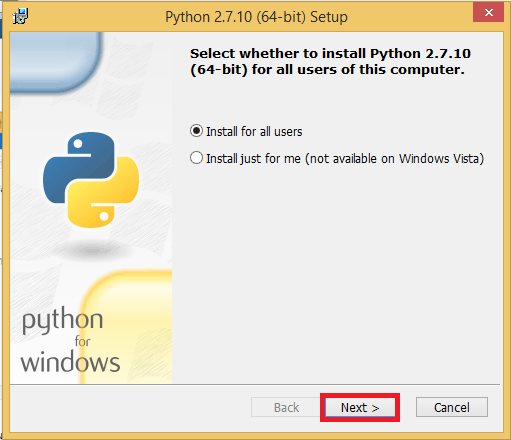 Python 2.7.10 (64-bit) Setup
Select whether to install Python 2.7.10
(64-bit) for all users of this computer.
Install for all users
Install just for me (not available on Windows Vista)
python
for
windows
Back
Next >
Cancel